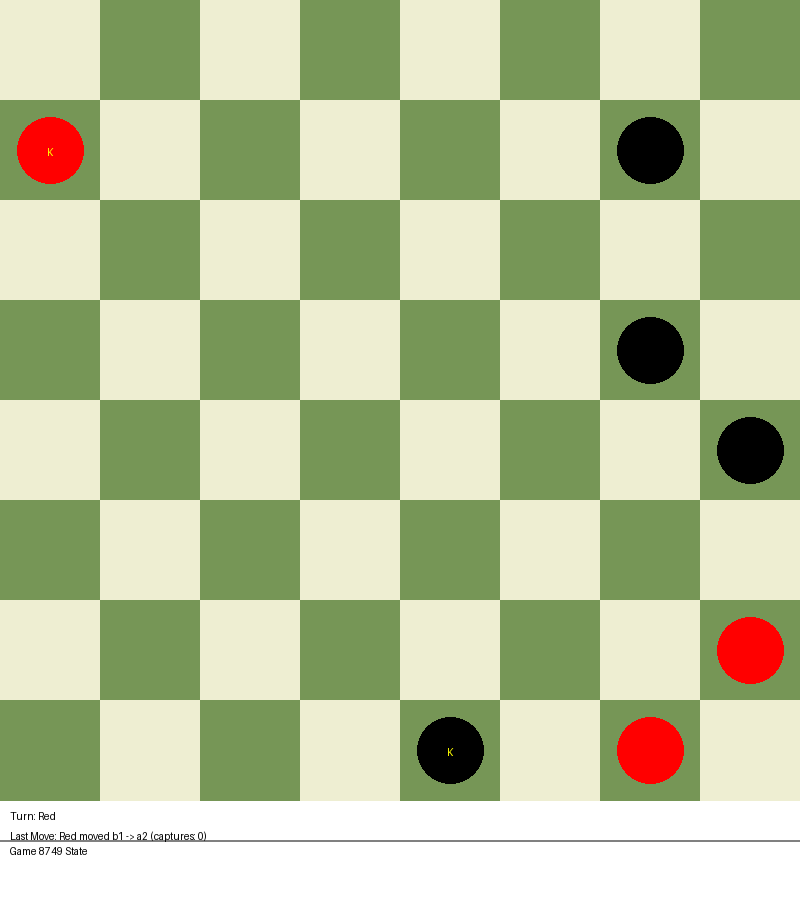 K
K
Turn: Red
Last Move: Red moved b1 -> a2 (captures: 0)
Game 8749 State